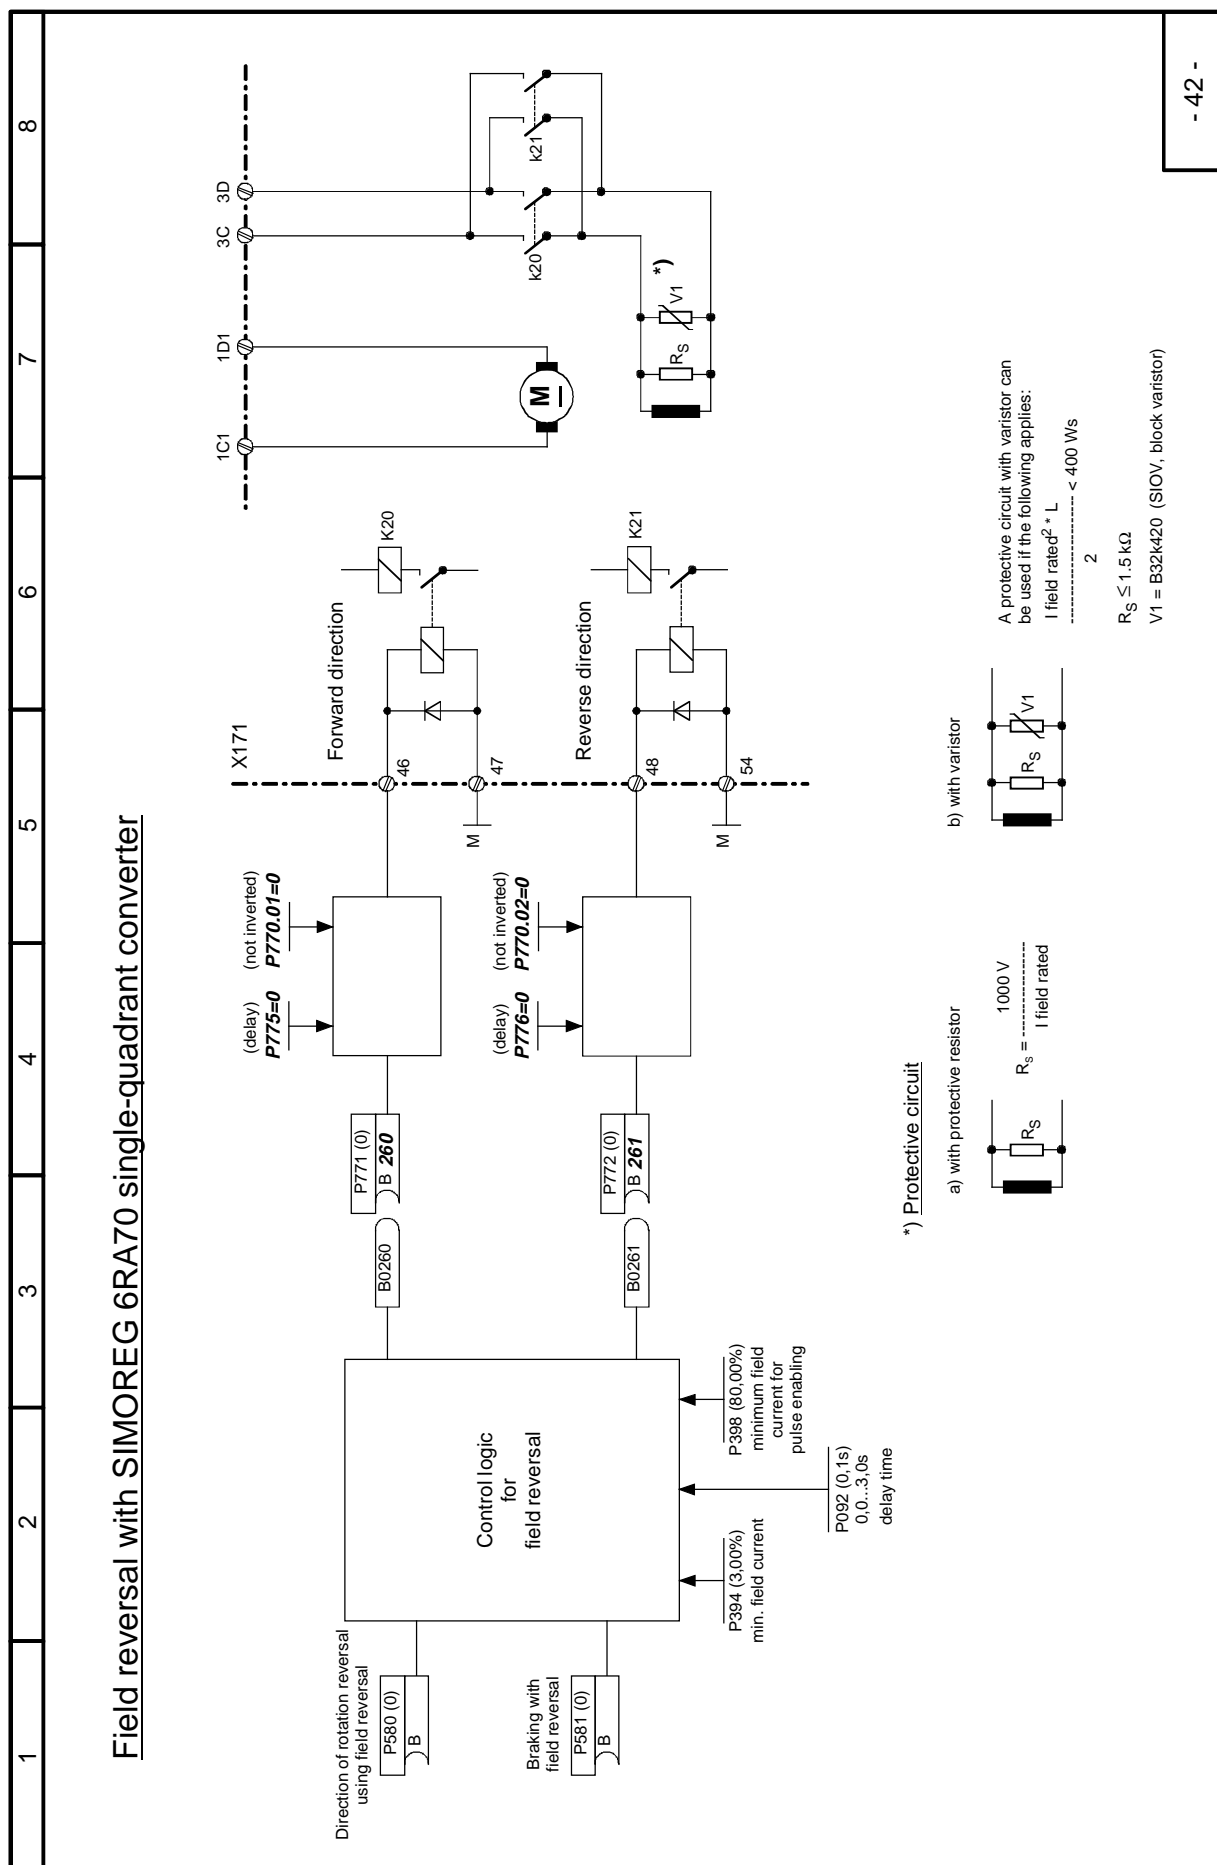 1 2 3 4 5 6 7 8
Field reversal with SIMOREG 6RA70 single-quadrant converter
Direction of rotation reversal
using field reversal
P580 (0)
B
Braking with
field reversal
P581 (0)
B
Control logic
for
field reversal
P394 (3,00%)
min. field current
P092 (0,1s)
0,0...3,0s
delay time
P398 (80,00%)
minimum field
current for
pulse enabling
B0260
B0261
P771 (0)
B 260
P772 (0)
B 261
(delay)
P775=0
(not inverted)
P770.01=0
(delay)
P776=0
(not inverted)
P770.02=0
X171
46
47
M
48
54
M
Forward direction
K20
Reverse direction
K21
1C1
1D1
3C
3D
M
k20
k21
RS
V1
*)
*) Protective circuit
a) with protective resistor
RS
1000 V
RS = ---------------
I field rated
b) with varistor
RS
V1
A protective circuit with varistor can
be used if the following applies:
I field rated² * L
-------------------- < 400 Ws
2
RS ≤ 1.5 kΩ
V1 = B32k420 (SIOV, block varistor)
- 42 -